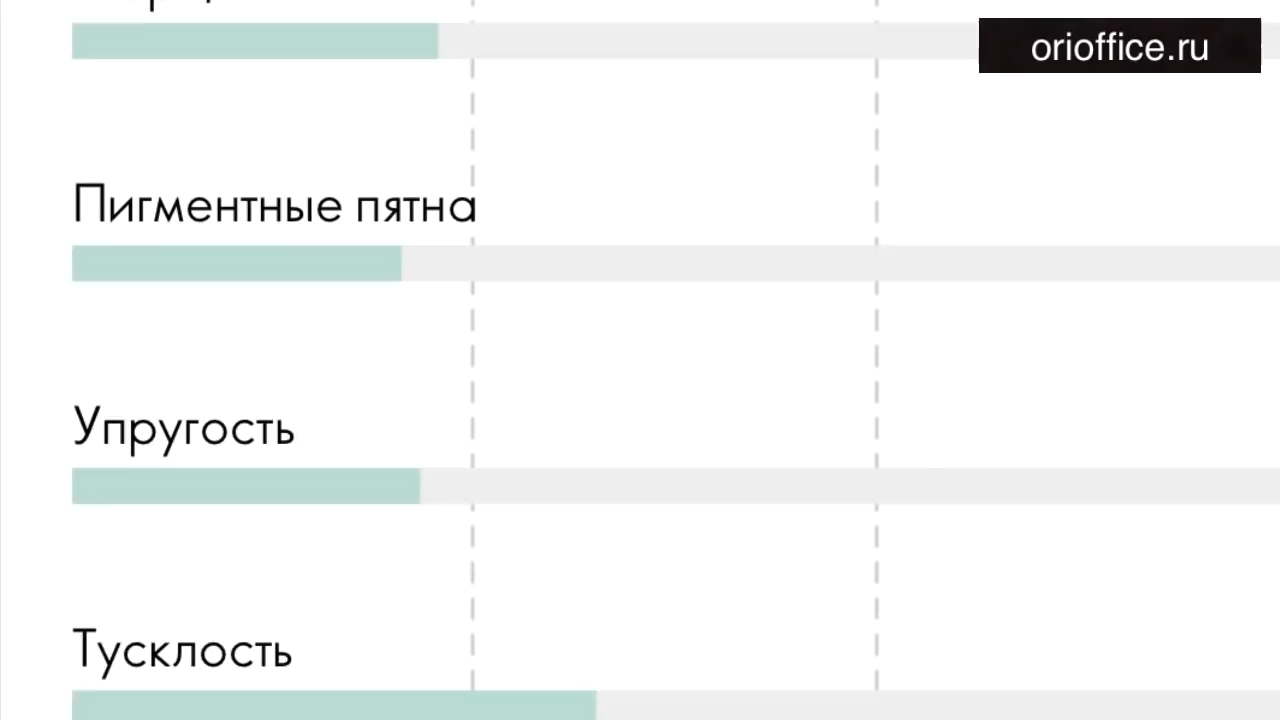 orioffice.ru
Пигментные пятна
Упругость
Тусклость